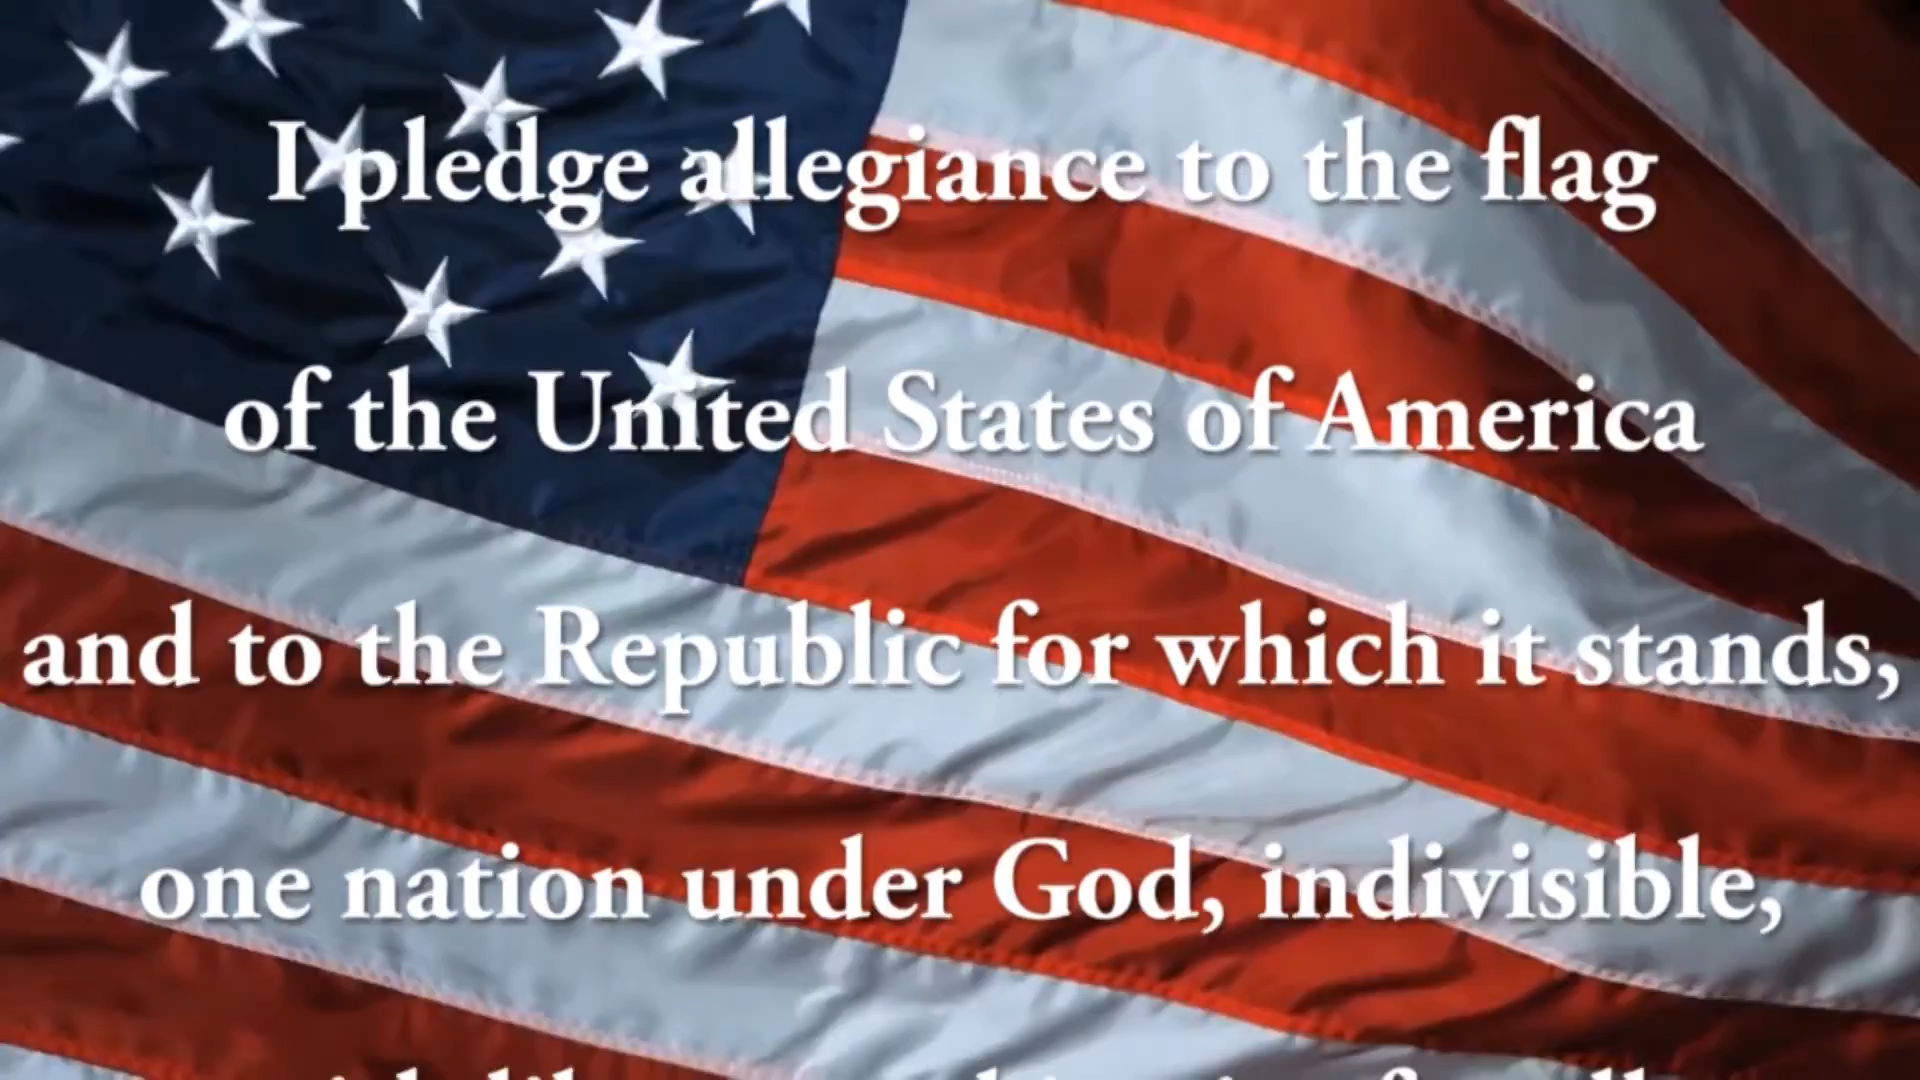 I pledge allegiance to the flag
of the United States of America
and to the Republic for which it stands,
one nation under God, indivisible,